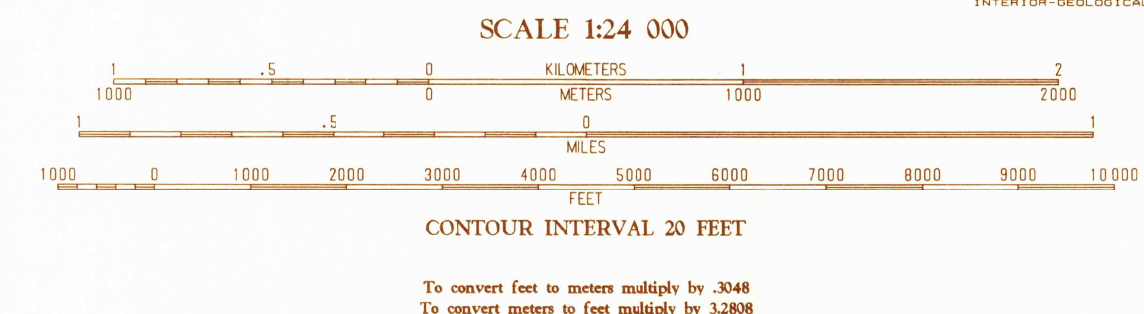 INTERIOR-GEOLOGICAL
SCALE 1:24 000
1 .5 0 KILOMETERS 1 2
1000 0 METERS 1000 2000
1 .5 0 1
MILES
1000 0 1000 2000 3000 4000 5000 6000 7000 8000 9000 10 000
FEET
CONTOUR INTERVAL 20 FEET
To convert feet to meters multiply by .3048
To convert meters to feet multiply by 3.2808